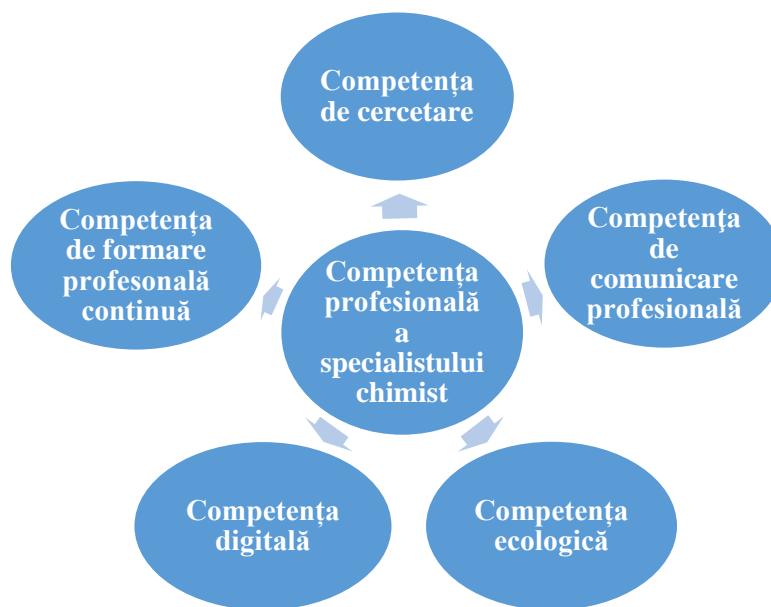 Competența
de cercetare
Competența
de formare
profesonală
continuă
Competenţa
de
comunicare
profesională
Competența
profesională
a
specialistului
chimist
Competența
digitală
Competența
ecologică